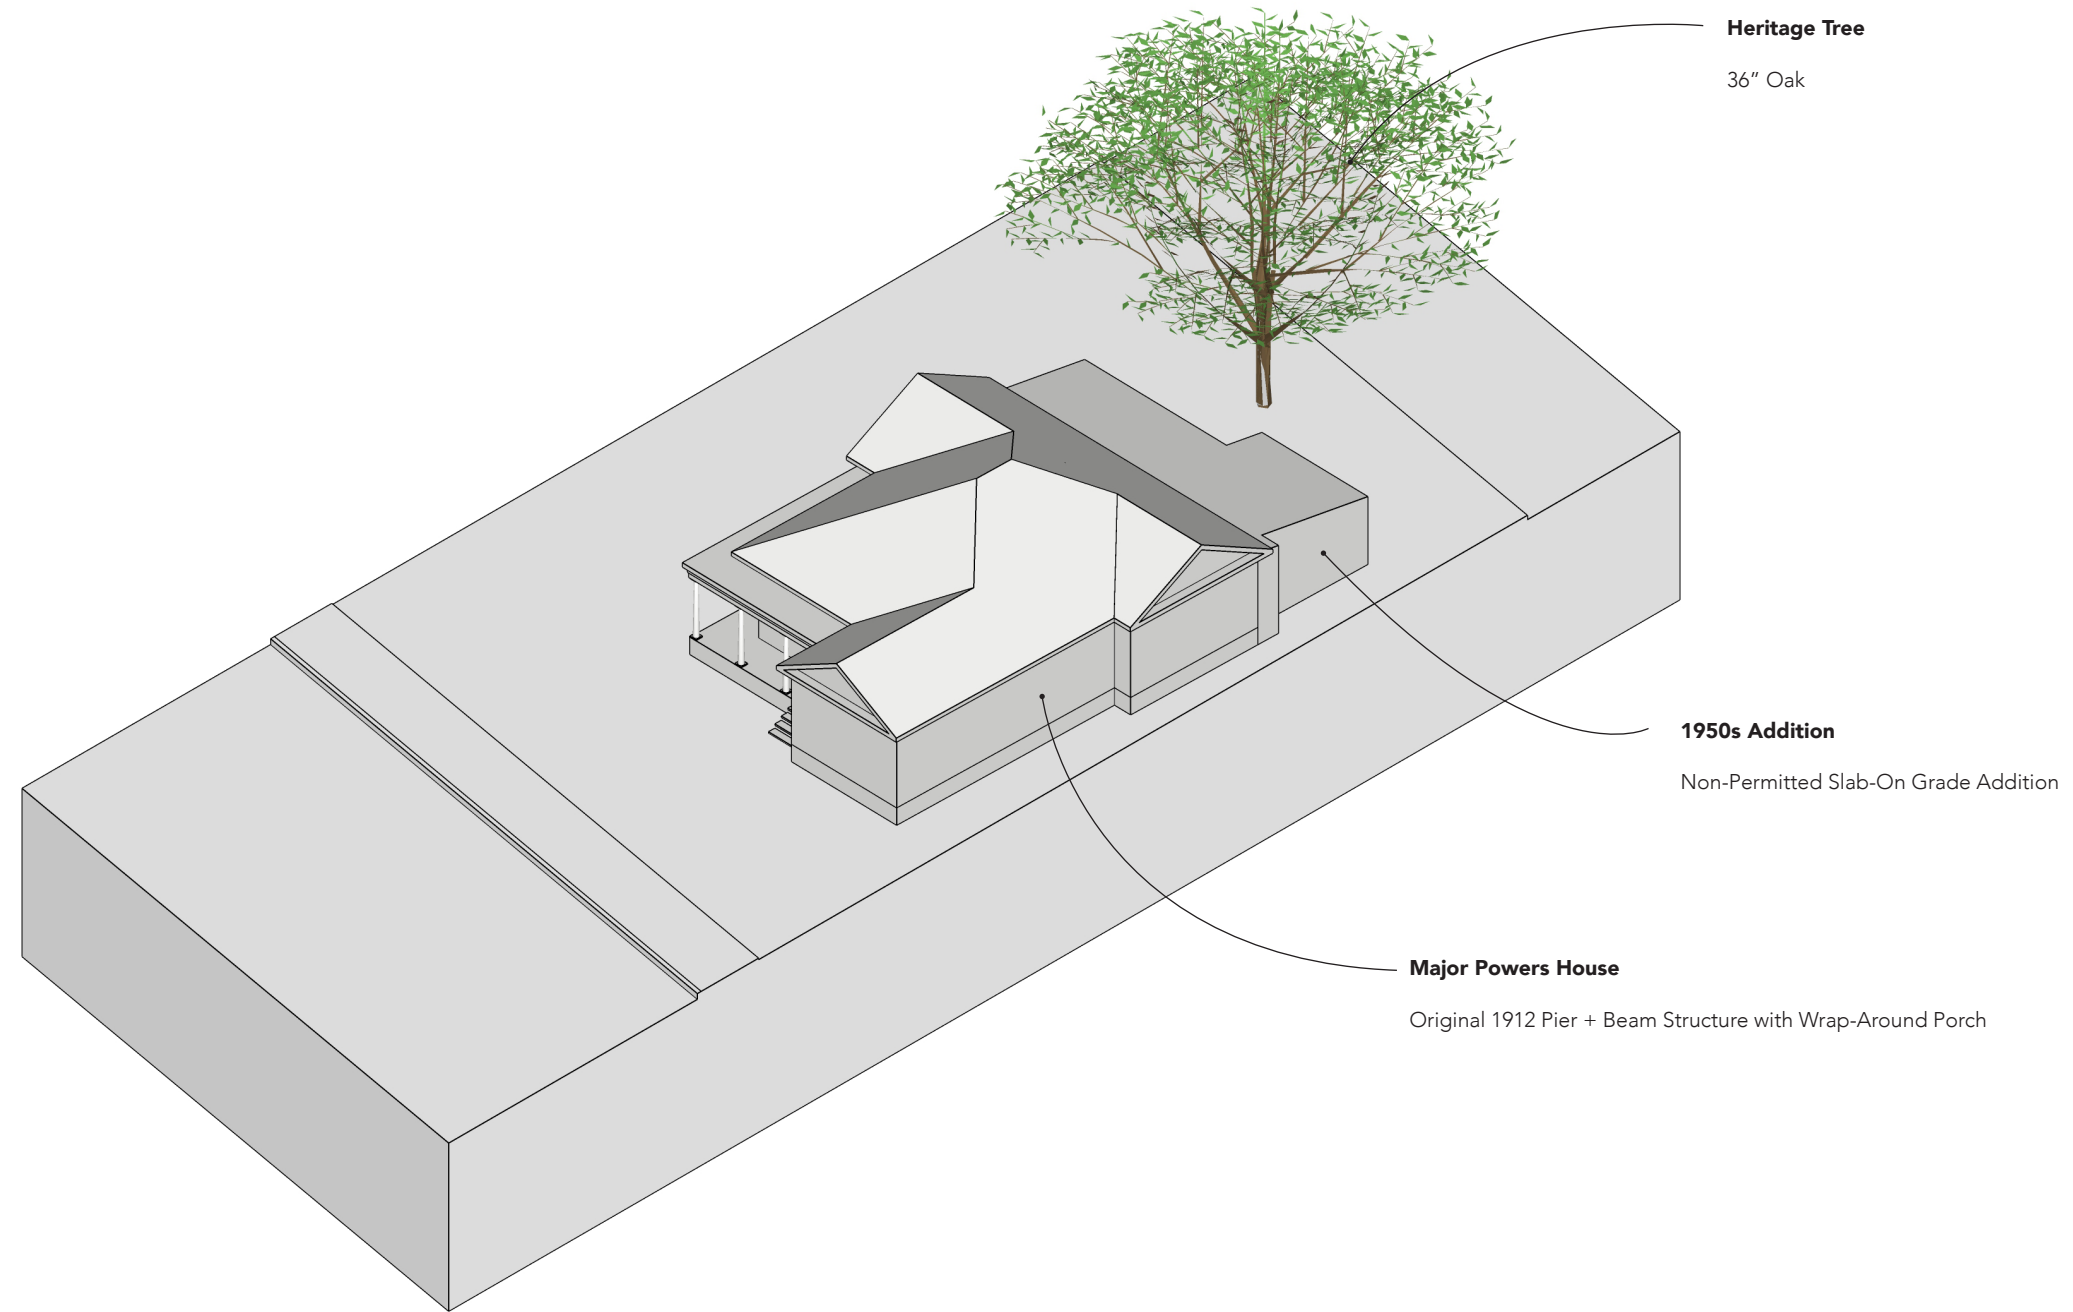 Heritage Tree
36” Oak
1950s Addition
Non-Permitted Slab-On Grade Addition
Major Powers House
Original 1912 Pier + Beam Structure with Wrap-Around Porch